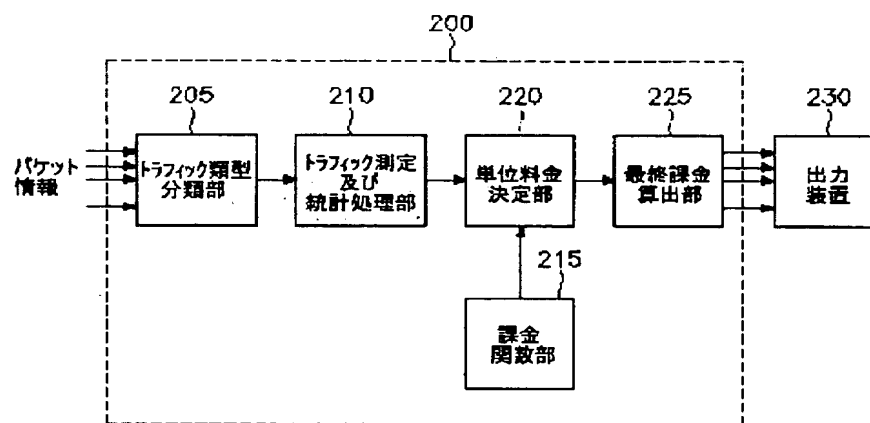 200
205
210
220
225
230
パケット
情報
トラフィック類型
分類部
トラフィック測定
及び
統計処理部
単位料金
決定部
最終課金
算出部
出力
装置
215
課金
関数部